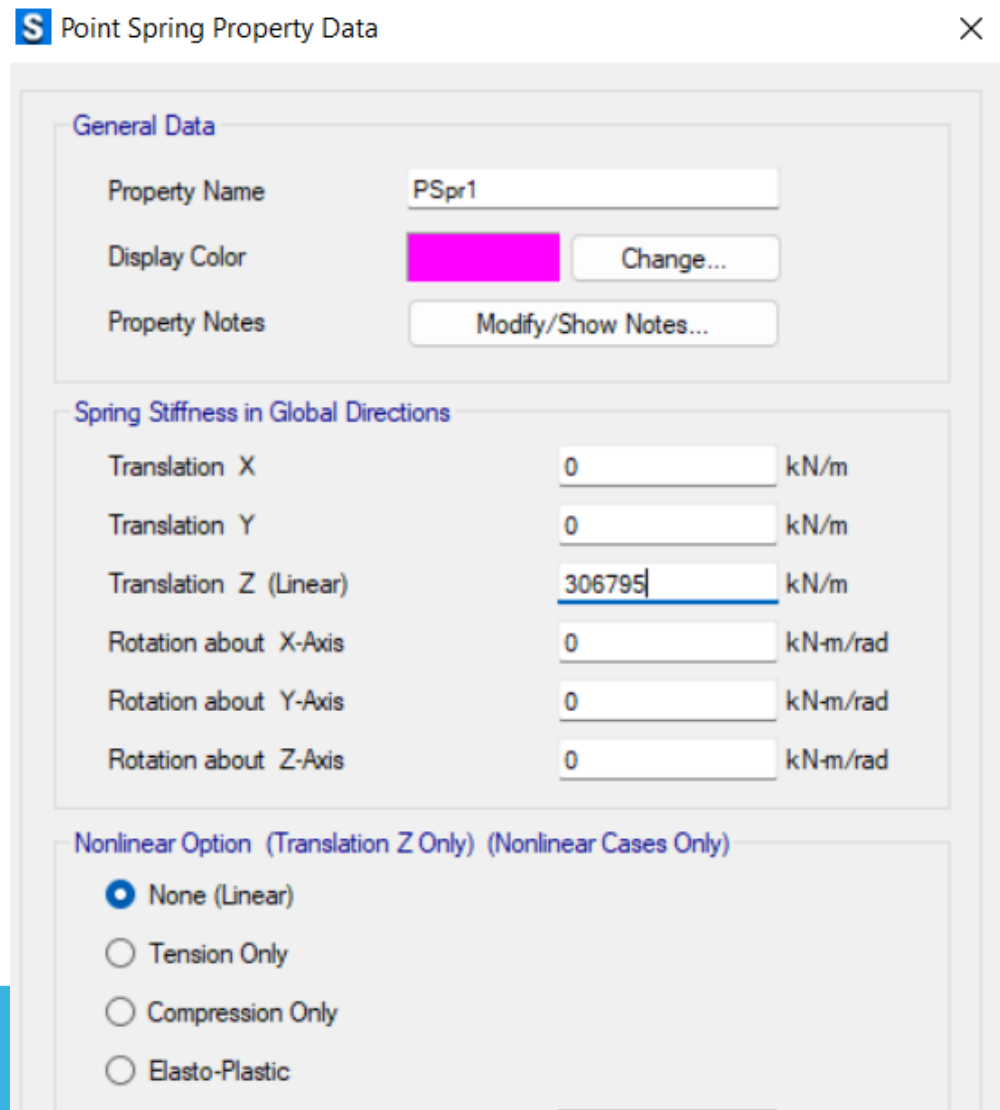 S Point Spring Property Data
General Data
Property Name PSpr1
Display Color Change...
Property Notes Modify/Show Notes...
Spring Stiffness in Global Directions
Translation X 0 kN/m
Translation Y 0 kN/m
Translation Z (Linear) 306795 kN/m
Rotation about X-Axis 0 kN-m/rad
Rotation about Y-Axis 0 kN-m/rad
Rotation about Z-Axis 0 kN-m/rad
Nonlinear Option (Translation Z Only) (Nonlinear Cases Only)
None (Linear)
Tension Only
Compression Only
Elasto-Plastic